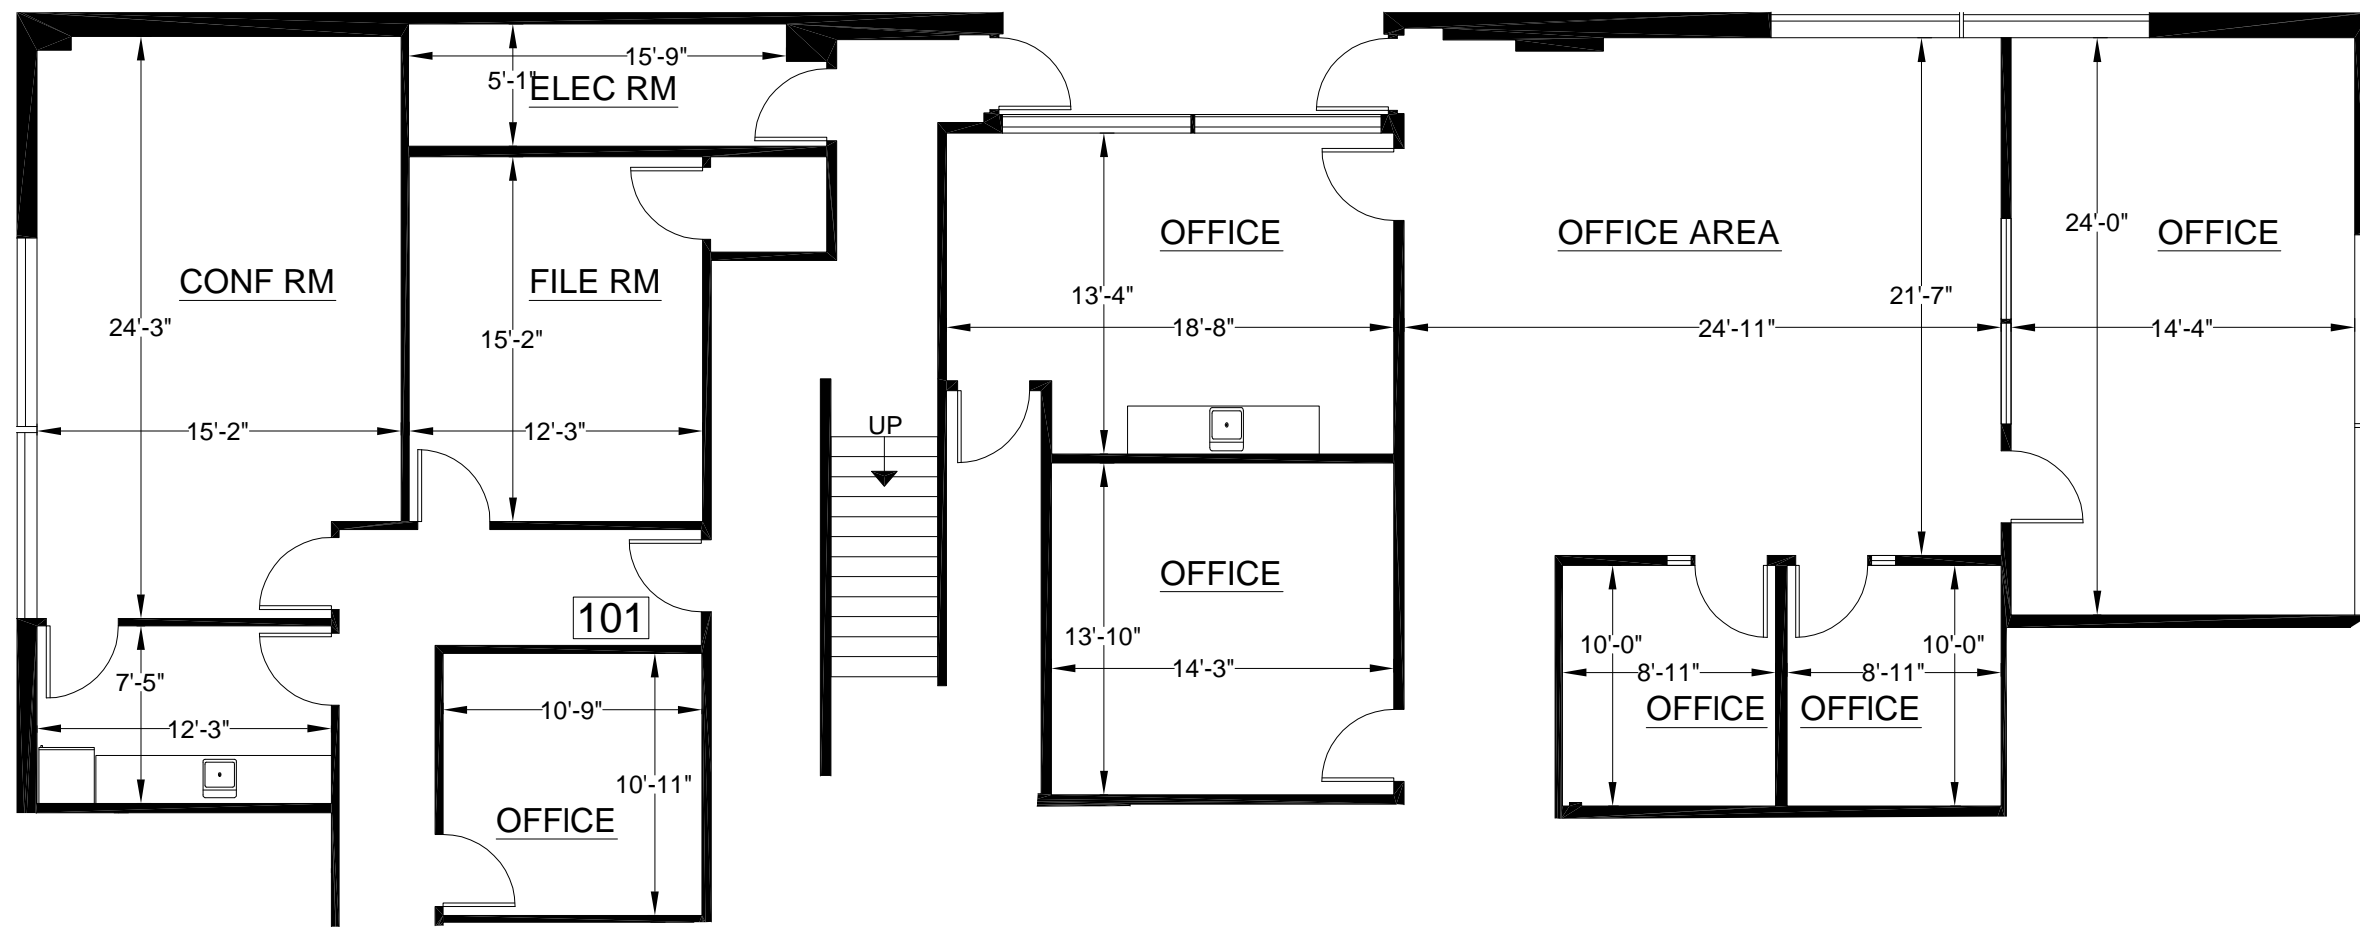 15'-9"
5'-1"
ELEC RM
CONF RM
FILE RM
24'-3"
15'-2"
15'-2"
12'-3"
UP
OFFICE
13'-4"
18'-8"
OFFICE AREA
21'-7"
24'-11"
24'-0"
OFFICE
14'-4"
101
7'-5"
12'-3"
10'-9"
10'-11"
OFFICE
OFFICE
13'-10"
14'-3"
10'-0"
8'-11"
OFFICE
10'-0"
8'-11"
OFFICE